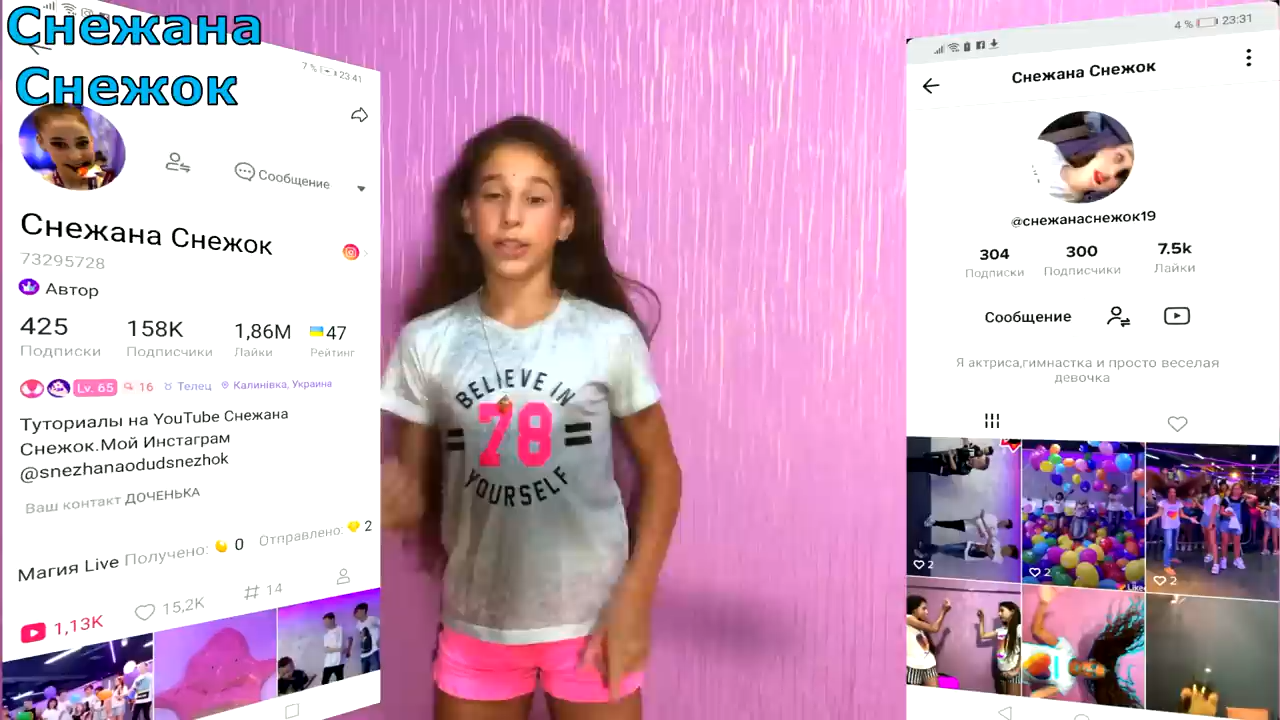 Снежана
Снежок
7 % 23:41
Сообщение
Снежана Снежок
73295728
Автор
425 158K 1,86M 47
Подписки Подписчики Лайки Рейтинг
Lv. 65 16 Телец Калинівка, Украина
Туториалы на YouTube Снежана
Снежок.Мой Инстаграм
@snezhanaodudsnezhok
Ваш контакт ДОЧЕНЬКА
Магия Live Получено: 0 Отправлено: 2
1,13K 15,2K # 14
BELIEVE IN
78
YOURSELF
4 % 23:31
Снежана Снежок
@снежанаснежок19
304 300 7.5k
Подписки Подписчики Лайки
Сообщение
Я актриса,гимнастка и просто веселая
девочка
2 2 2